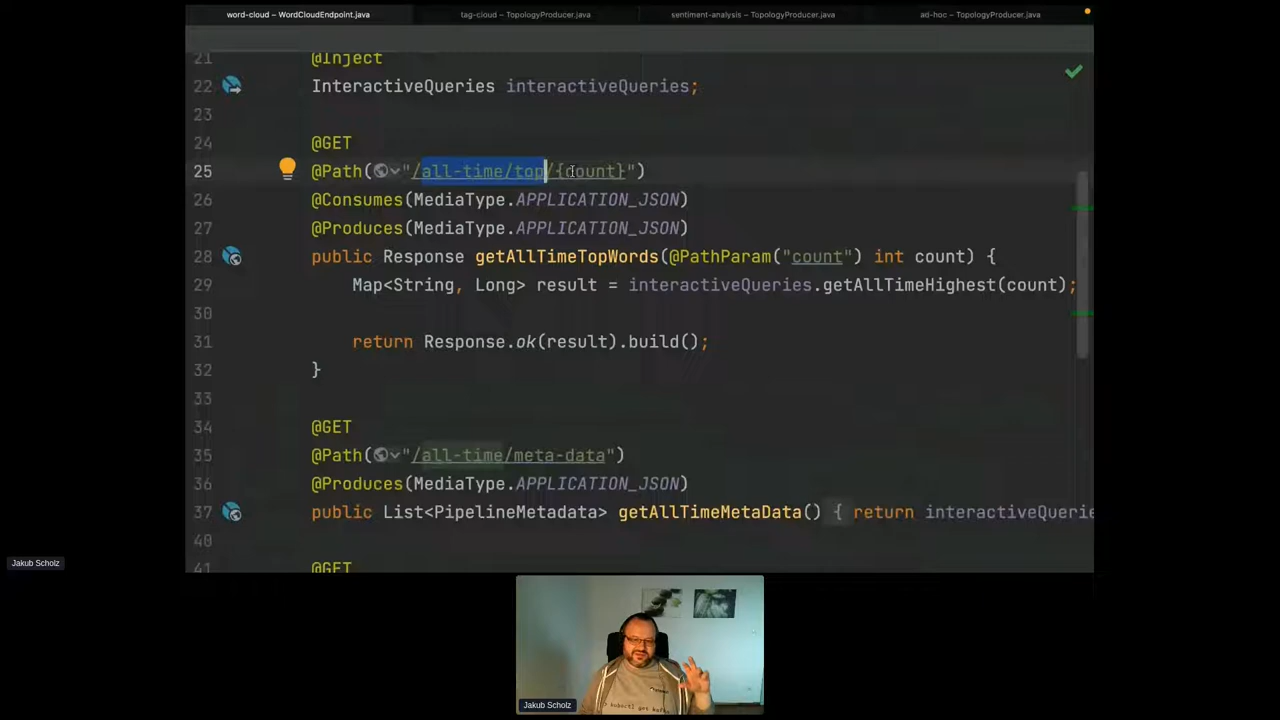 word-cloud – WordCloudEndpoint.java
tag-cloud – TopologyProducer.java
sentiment-analysis – TopologyProducer.java
ad-hoc – TopologyProducer.java
21 @Inject
22 InteractiveQueries interactiveQueries;
23
24 @GET
25 @Path("/all-time/top/{count}")
26 @Consumes(MediaType.APPLICATION_JSON)
27 @Produces(MediaType.APPLICATION_JSON)
28 public Response getAllTimeTopWords(@PathParam("count") int count) {
29 Map<String, Long> result = interactiveQueries.getAllTimeHighest(count);
30
31 return Response.ok(result).build();
32 }
33
34 @GET
35 @Path("/all-time/meta-data")
36 @Produces(MediaType.APPLICATION_JSON)
37 public List<PipelineMetadata> getAllTimeMetaData() { return interactiveQuerie
40
41 @GET
Jakub Scholz
Jakub Scholz